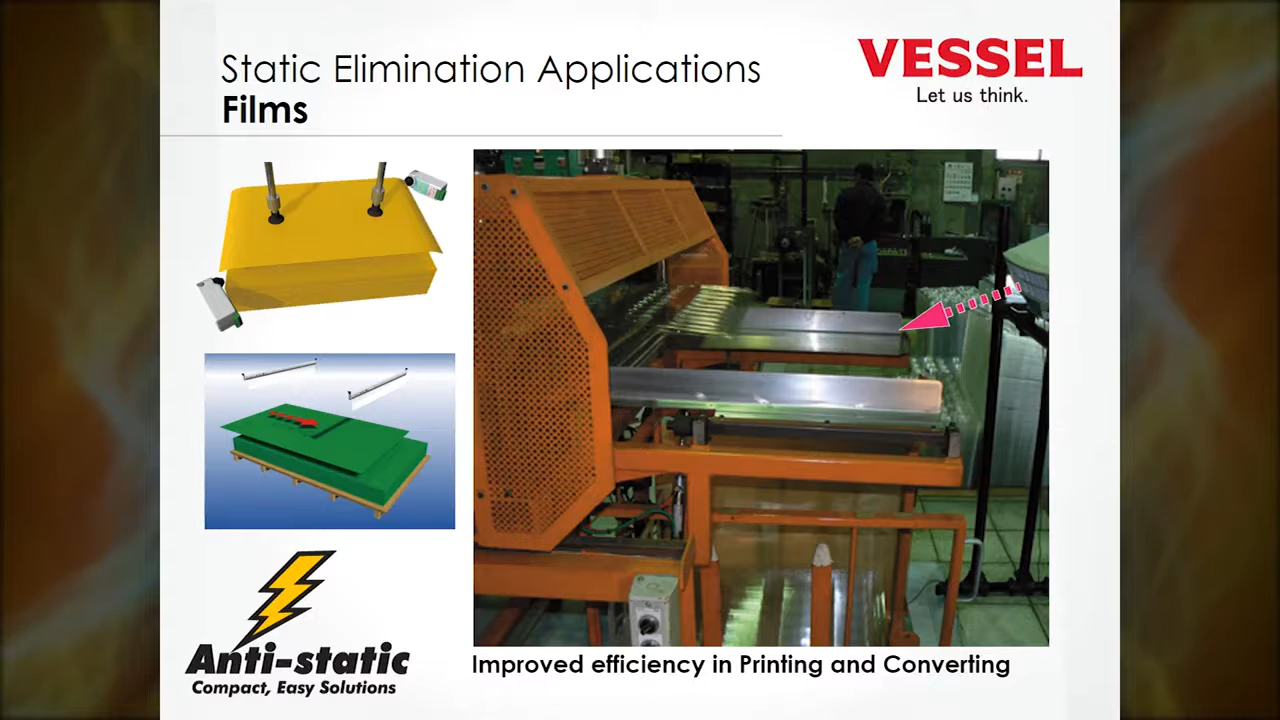 Static Elimination Applications
Films
VESSEL
Let us think.
Anti-static
Compact, Easy Solutions
Improved efficiency in Printing and Converting